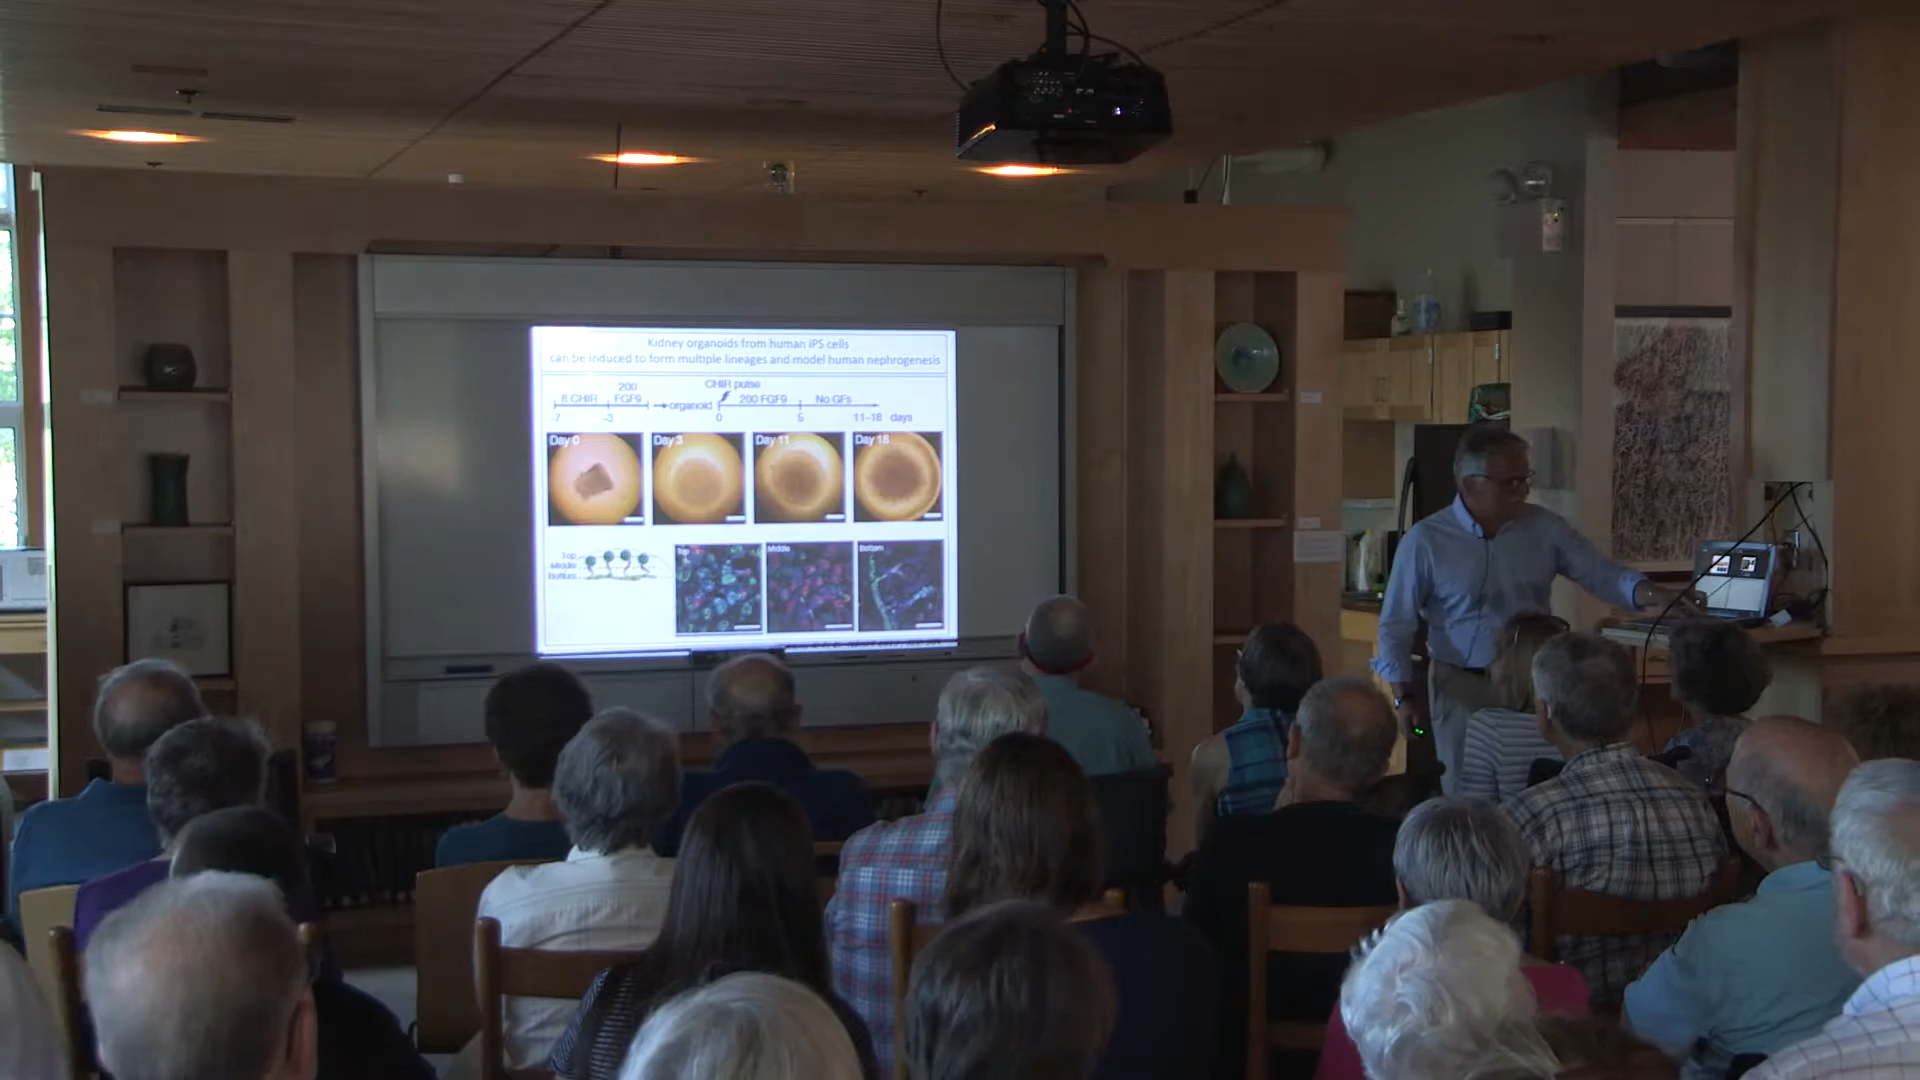 Kidney organoids from human iPS cells
can be induced to form multiple lineages and model human nephrogenesis
CHIR pulse
8 CHIR
200
FGF9
organoid
200 FGF9
No GFs
-7
-3
0
5
11-18 days
Day 0
Day 3
Day 11
Day 18
Top
Middle
Bottom
Top
Middle
Bottom